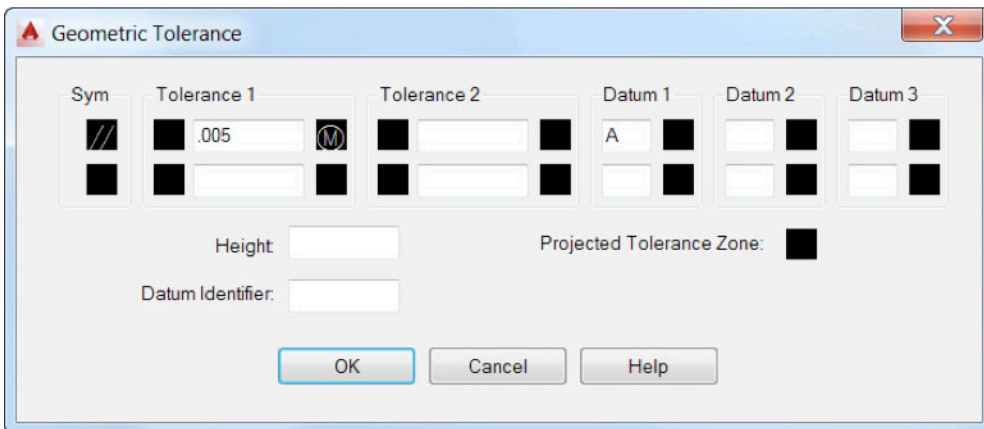 Geometric Tolerance
Sym Tolerance 1 Tolerance 2 Datum 1 Datum 2 Datum 3
// .005 Ⓜ A
Height:
Projected Tolerance Zone:
Datum Identifier:
OK Cancel Help